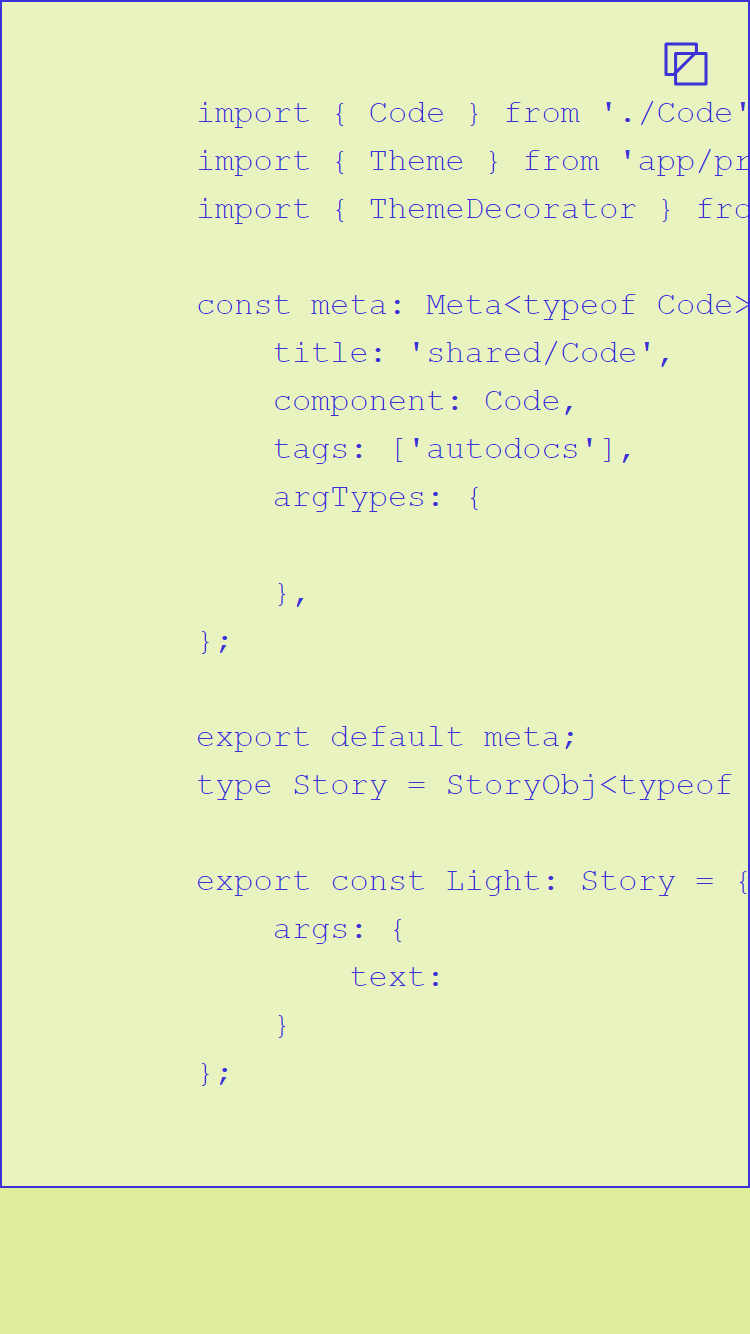 import { Code } from './Code'
import { Theme } from 'app/pr
import { ThemeDecorator } fro
const meta: Meta<typeof Code>
title: 'shared/Code',
component: Code,
tags: ['autodocs'],
argTypes: {
},
};
export default meta;
type Story = StoryObj<typeof
export const Light: Story = {
args: {
text:
}
};